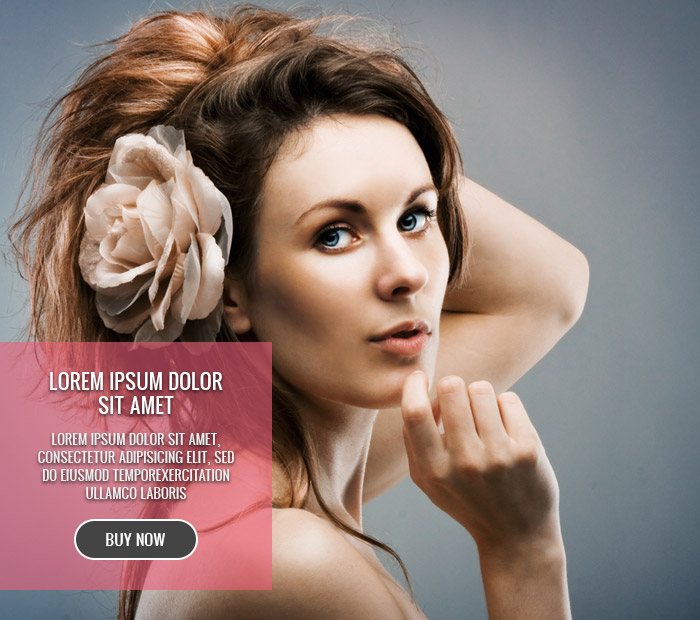 LOREM IPSUM DOLOR
SIT AMET
LOREM IPSUM DOLOR SIT AMET,
CONSECTETUR ADIPISICING ELIT, SED
DO EIUSMOD TEMPOREXERCITATION
ULLAMCO LABORIS
BUY NOW